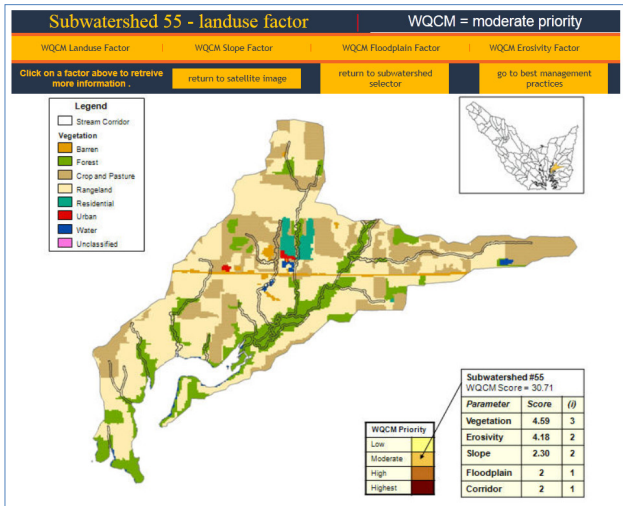 Subwatershed 55 - landuse factor
WQCM = moderate priority
WQCM Landuse Factor
WQCM Slope Factor
WQCM Floodplain Factor
WQCM Erosivity Factor
Click on a factor above to retreive
more information .
return to satellite image
return to subwatershed
selector
go to best management
practices
Legend
Stream Corridor
Vegetation
Barren
Forest
Crop and Pasture
Rangeland
Residential
Urban
Water
Unclassified
WQCM Priority
Low
Moderate
High
Highest
Subwatershed #55
WQCM Score = 30.71
Parameter Score (i)
Vegetation 4.59 3
Erosivity 4.18 2
Slope 2.30 2
Floodplain 2 1
Corridor 2 1